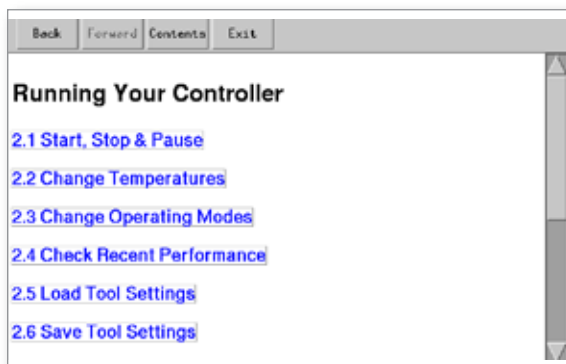 Back Forward Contents Exit
Running Your Controller
2.1 Start, Stop & Pause
2.2 Change Temperatures
2.3 Change Operating Modes
2.4 Check Recent Performance
2.5 Load Tool Settings
2.6 Save Tool Settings